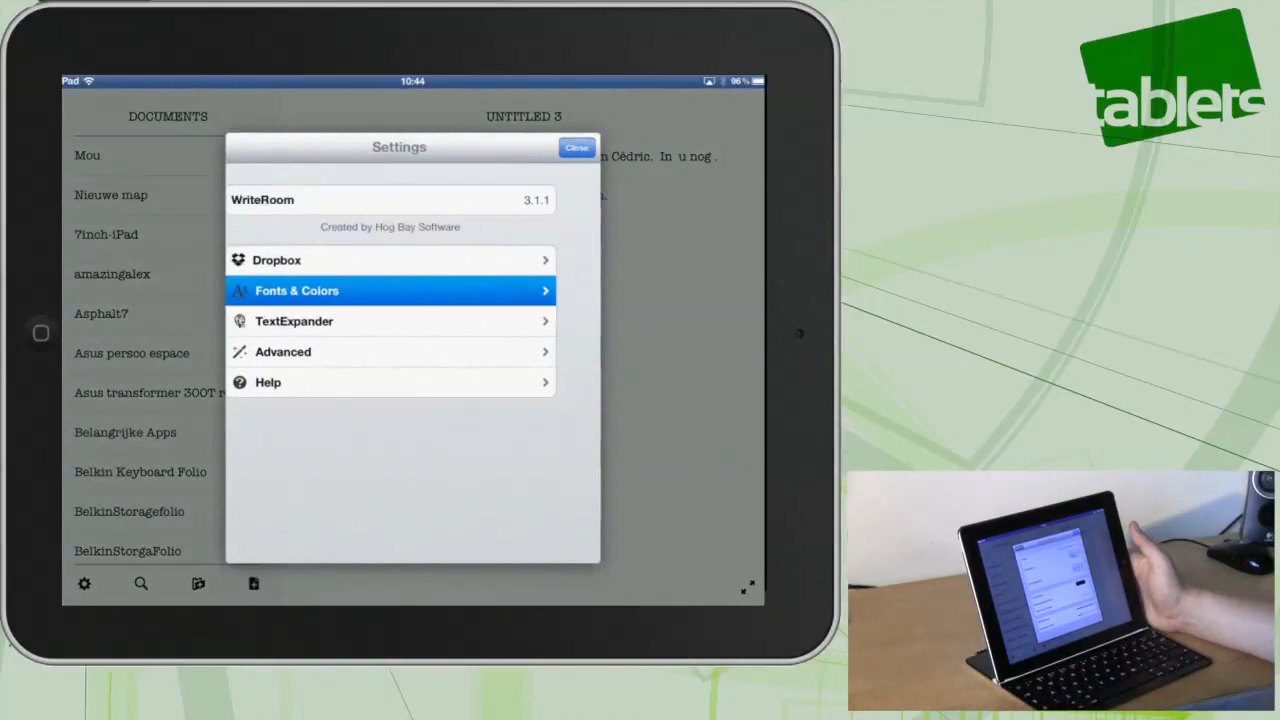 Pad 10:44 96%
DOCUMENTS
UNTITLED 3
Settings
Close
Mou
n Cédric. In u nog .
Nieuwe map
n.
WriteRoom 3.1.1
Created by Hog Bay Software
7inch-iPad
Dropbox
amazingalex
Fonts & Colors
Asphalt7
TextExpander
Asus persco espace
Advanced
Asus transformer 300T r
Help
Belangrijke Apps
Belkin Keyboard Folio
BelkinStoragefolio
BelkinStorgaFolio
tablets